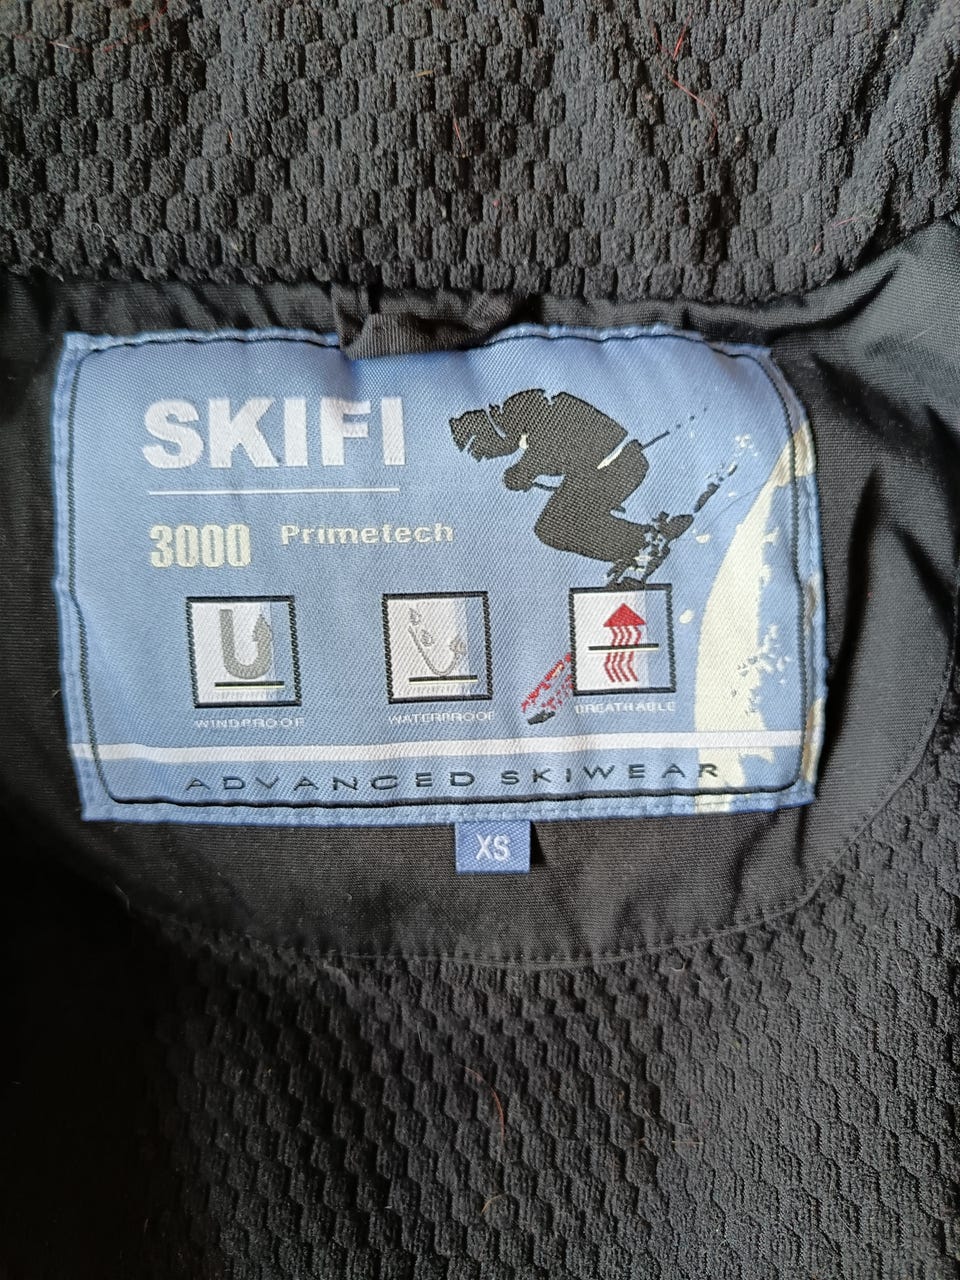 SKIFI
3000 Primetech
WINDPROOF WATERPROOF BREATHABLE
ADVANCED SKIWEAR
XS